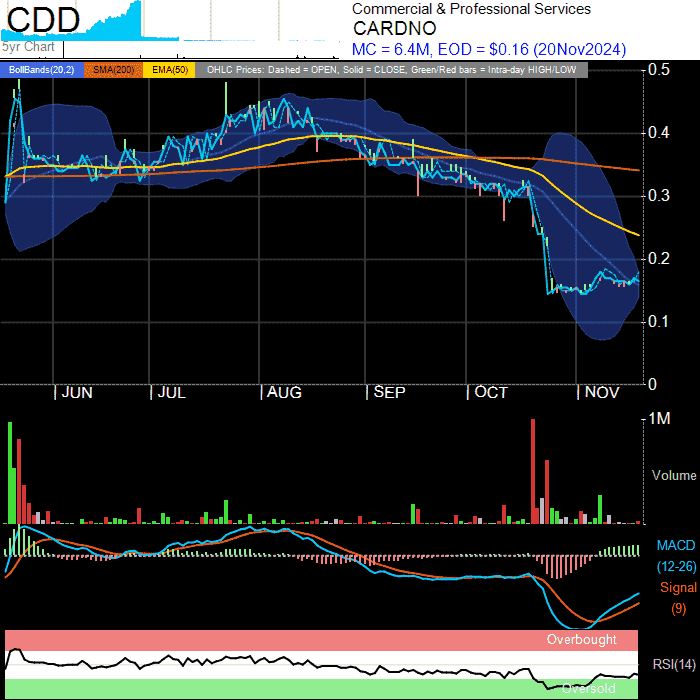 CDD
5yr Chart
Commercial & Professional Services
CARDNO
MC = 6.4M, EOD = $0.16 (20Nov2024)
BollBands(20,2) SMA(200) EMA(50) OHLC Prices: Dashed = OPEN, Solid = CLOSE, Green/Red bars = Intra-day HIGH/LOW
0.5
0.4
0.3
0.2
0.1
0
JUN JUL AUG SEP OCT NOV
1M
Volume
MACD
(12-26)
Signal
(9)
Overbought
RSI(14)
Oversold